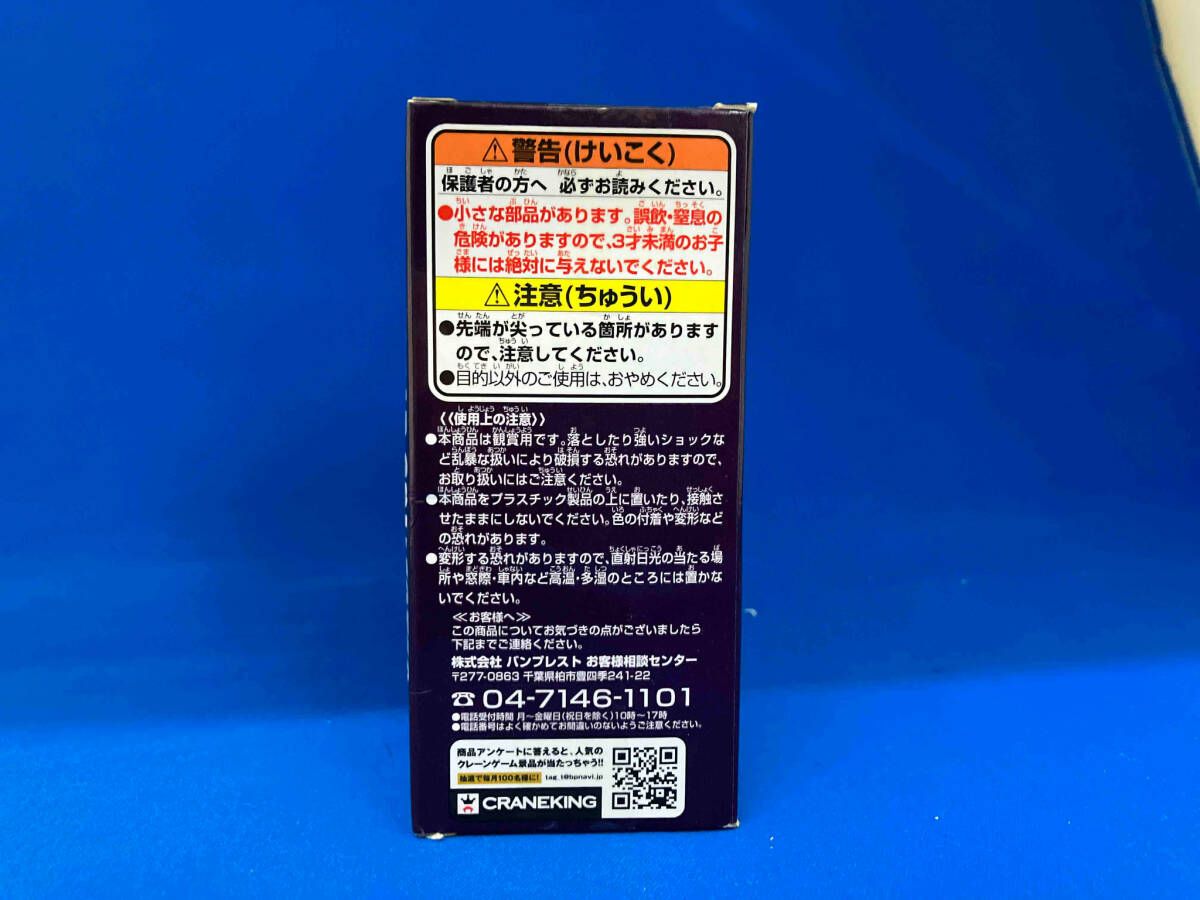 ⚠警告(けいこく)
保護者の方へ 必ずお読みください。
●小さな部品があります。誤飲・窒息の
危険がありますので、3才未満のお子
様には絶対に与えないでください。
⚠注意(ちゅうい)
●先端が尖っている箇所があります
ので、注意してください。
●目的以外のご使用は、おやめください。
《使用上の注意》
●本商品は観賞用です。落としたり強いショックな
ど乱暴な扱いにより破損する恐れがありますので、
お取り扱いにはご注意ください。
●本商品をプラスチック製品の上に置いたり、接触さ
せたままにしないでください。色の付着や変形など
の恐れがあります。
●変形する恐れがありますので、直射日光の当たる場
所や窓際・車内など高温・多湿のところには置かな
いでください。
≪お客様へ≫
この商品についてお気づきの点がございましたら
下記までご連絡ください。
株式会社 バンプレスト お客様相談センター
〒277-0863 千葉県柏市豊四季241-22
☎04-7146-1101
●電話受付時間 月〜金曜日(祝日を除く)10時〜17時
●電話番号はよく確かめてお間違いのないようご注意ください。
商品アンケートに答えると、人気の
クレーンゲーム景品が当たっちゃう!!
抽選で毎月100名様に! tag_t@bpnavi.jp
CRANEKING